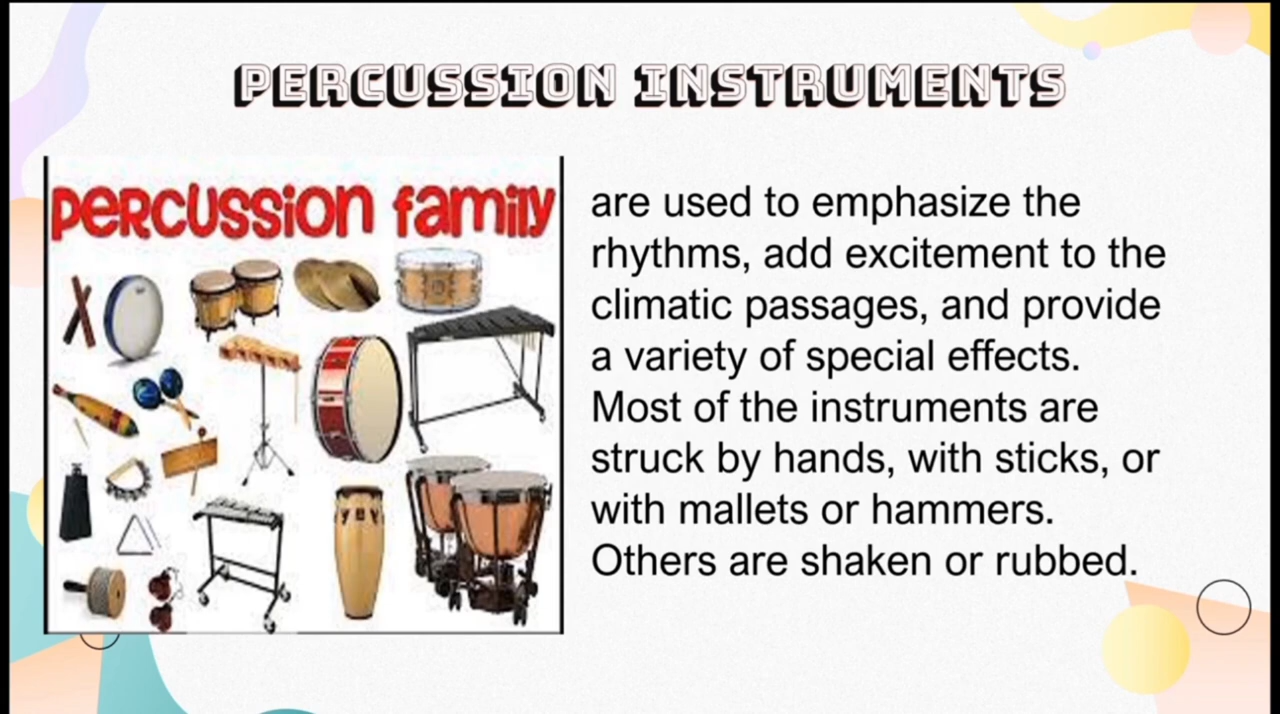 PERCUSSION INSTRUMENTS
PERCUSSION family
are used to emphasize the
rhythms, add excitement to the
climatic passages, and provide
a variety of special effects.
Most of the instruments are
struck by hands, with sticks, or
with mallets or hammers.
Others are shaken or rubbed.